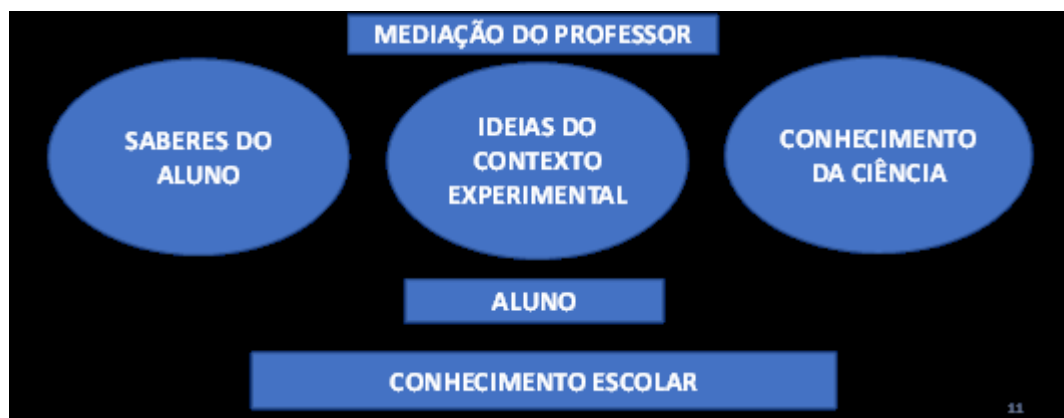 MEDIAÇÃO DO PROFESSOR
SABERES DO
ALUNO
IDEIAS DO
CONTEXTO
EXPERIMENTAL
CONHECIMENTO
DA CIÊNCIA
ALUNO
CONHECIMENTO ESCOLAR
11